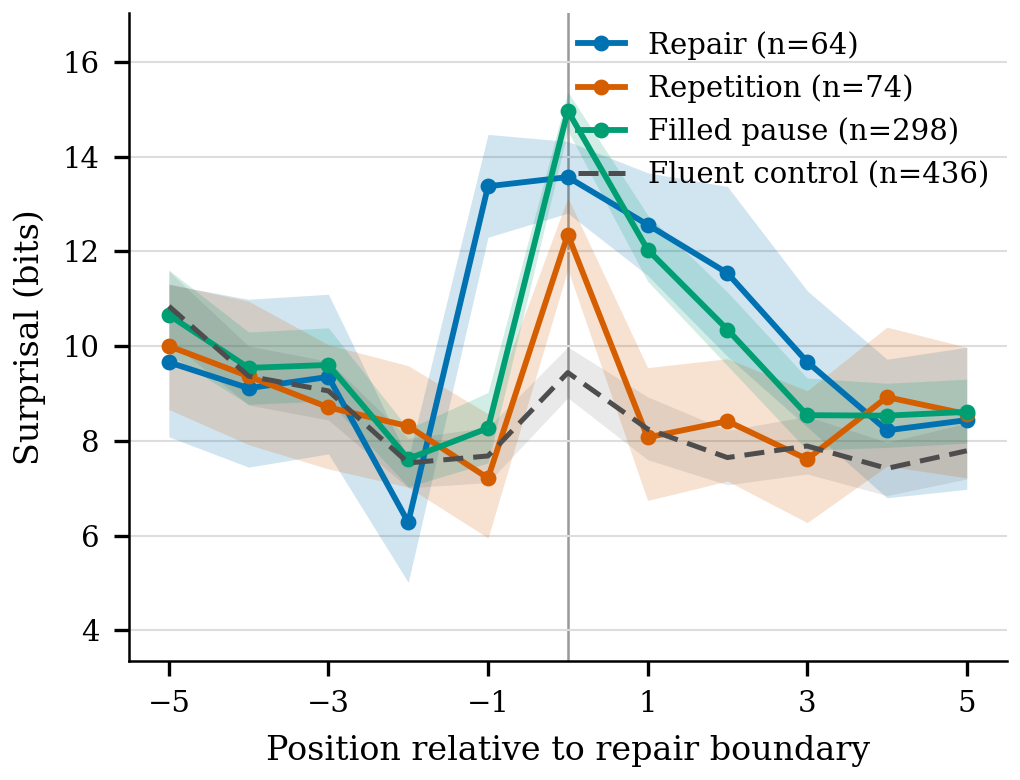 Surprisal (bits)
16
14
12
10
8
6
4
Repair (n=64)
Repetition (n=74)
Filled pause (n=298)
Fluent control (n=436)
−5
−3
−1
1
3
5
Position relative to repair boundary